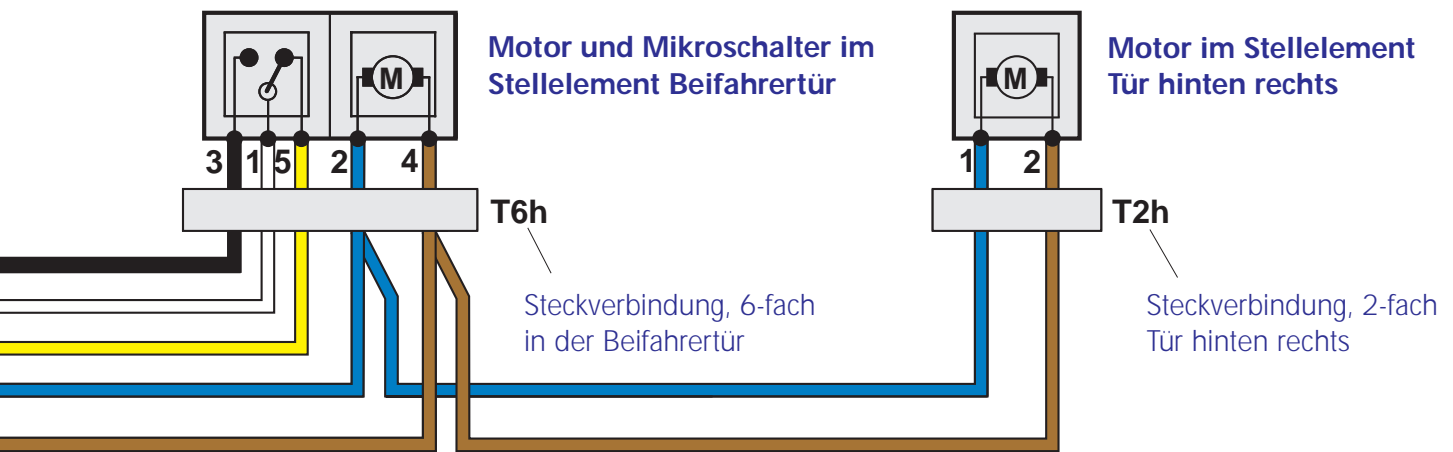 Motor und Mikroschalter im
Stellelement Beifahrertür
M
3 1 5 2 4
T6h
Steckverbindung, 6-fach
in der Beifahrertür
Motor im Stellelement
Tür hinten rechts
M
1 2
T2h
Steckverbindung, 2-fach
Tür hinten rechts